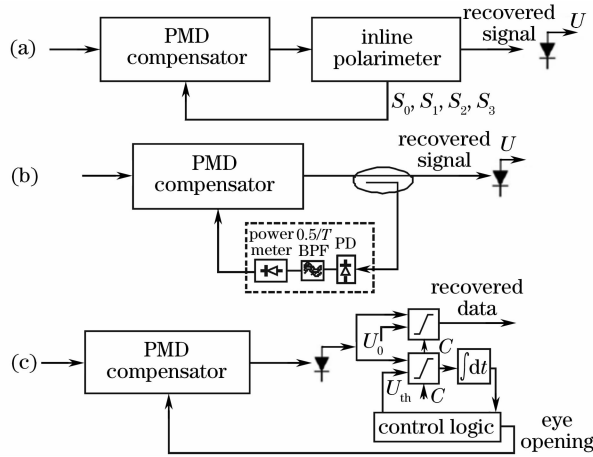 (a)
PMD
compensator
inline
polarimeter
recovered
signal
U
S0, S1, S2, S3
(b)
PMD
compensator
recovered
signal
U
power
meter
0.5/T
BPF
PD
(c)
PMD
compensator
recovered
data
U0
C
Uth
C
∫dt
control logic
eye
opening